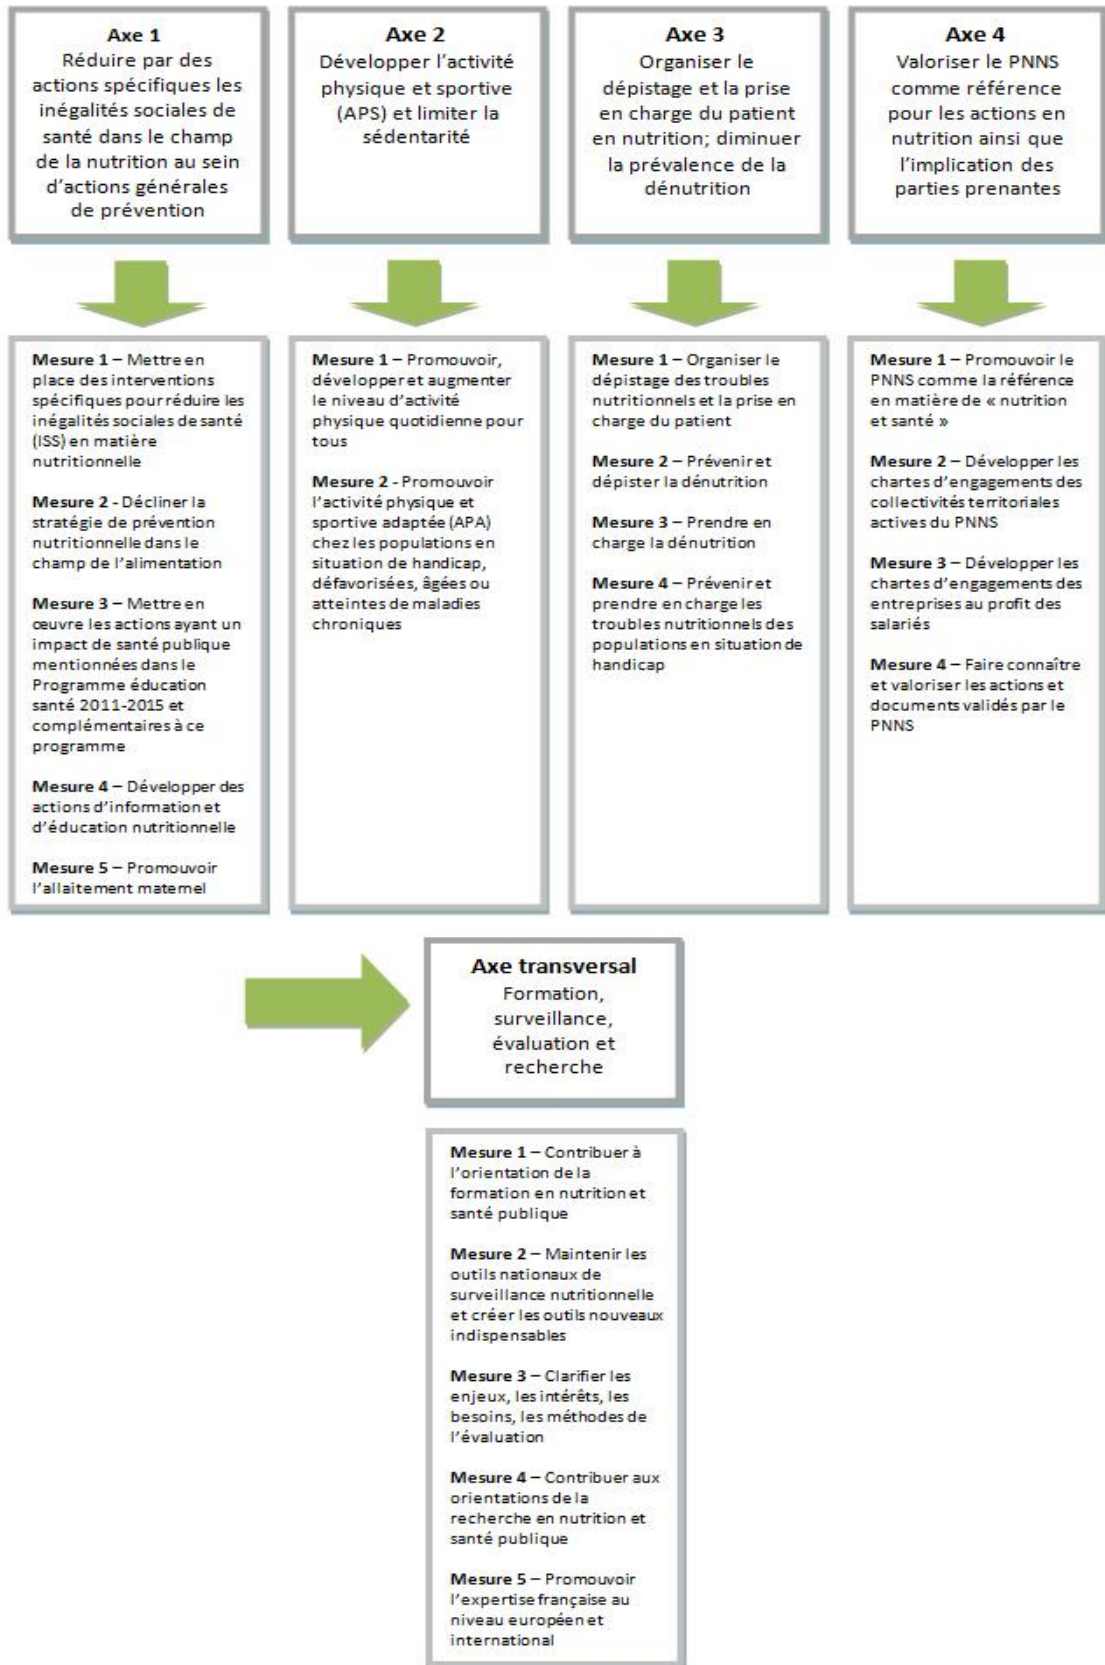 Axe 1
Réduire par des
actions spécifiques les
inégalités sociales de
santé dans le champ
de la nutrition au sein
d'actions générales
de prévention
Axe 2
Développer l'activité
physique et sportive
(APS) et limiter la
sédentarité
Axe 3
Organiser le
dépistage et la prise
en charge du patient
en nutrition; diminuer
la prévalence de la
dénutrition
Axe 4
Valoriser le PNNS
comme référence
pour les actions en
nutrition ainsi que
l'implication des
parties prenantes
Mesure 1 – Mettre en
place des interventions
spécifiques pour réduire les
inégalités sociales de santé
(ISS) en matière
nutritionnelle
Mesure 2 - Décliner la
stratégie de prévention
nutritionnelle dans le
champ de l'alimentation
Mesure 3 – Mettre en
œuvre les actions ayant un
impact de santé publique
mentionnées dans le
Programme éducation
santé 2011-2015 et
complémentaires à ce
programme
Mesure 4 – Développer des
actions d'information et
d'éducation nutritionnelle
Mesure 5 – Promouvoir
l'allaitement maternel
Mesure 1 – Promouvoir,
développer et augmenter
le niveau d'activité
physique quotidienne pour
tous
Mesure 2 - Promouvoir
l'activité physique et
sportive adaptée (APA)
chez les populations en
situation de handicap,
défavorisées, âgées ou
atteintes de maladies
chroniques
Mesure 1 – Organiser le
dépistage des troubles
nutritionnels et la prise en
charge du patient
Mesure 2 – Prévenir et
dépister la dénutrition
Mesure 3 – Prendre en
charge la dénutrition
Mesure 4 – Prévenir et
prendre en charge les
troubles nutritionnels des
populations en situation de
handicap
Mesure 1 – Promouvoir le
PNNS comme la référence
en matière de « nutrition
et santé »
Mesure 2 – Développer les
chartes d'engagements des
collectivités territoriales
actives du PNNS
Mesure 3 – Développer les
chartes d'engagements des
entreprises au profit des
salariés
Mesure 4 – Faire connaître
et valoriser les actions et
documents validés par le
PNNS
Axe transversal
Formation,
surveillance,
évaluation et
recherche
Mesure 1 – Contribuer à
l'orientation de la
formation en nutrition et
santé publique
Mesure 2 – Maintenir les
outils nationaux de
surveillance nutritionnelle
et créer les outils nouveaux
indispensables
Mesure 3 – Clarifier les
enjeux, les intérêts, les
besoins, les méthodes de
l'évaluation
Mesure 4 – Contribuer aux
orientations de la
recherche en nutrition et
santé publique
Mesure 5 – Promouvoir
l'expertise française au
niveau européen et
international